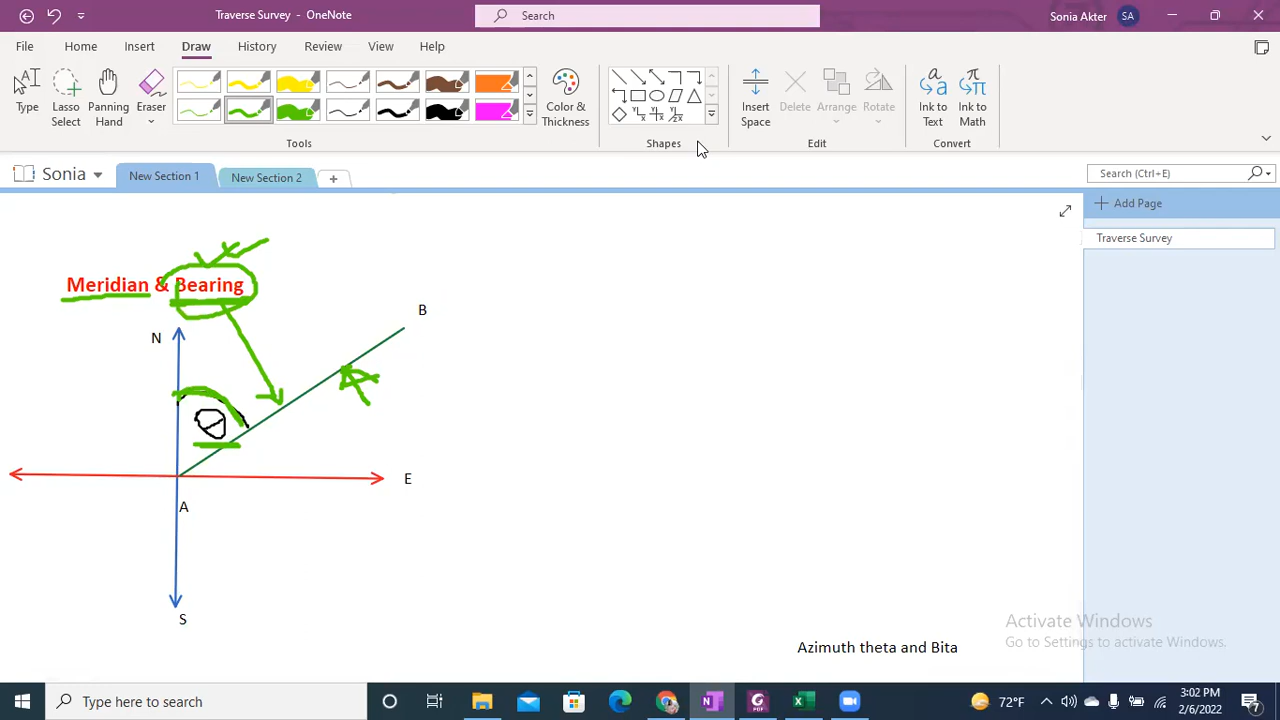 Traverse Survey - OneNote
Search
Sonia Akter
SA
File
Home
Insert
Draw
History
Review
View
Help
Type
Lasso
Select
Panning
Hand
Eraser
Color &
Thickness
Insert
Space
Delete
Arrange
Rotate
Ink to
Text
Ink to
Math
Tools
Shapes
Edit
Convert
Sonia
New Section 1
New Section 2
Search (Ctrl+E)
Add Page
Traverse Survey
Meridian & Bearing
B
N
θ
E
A
S
Azimuth theta and Bita
Activate Windows
Go to Settings to activate Windows.
Type here to search
72°F
3:02 PM
2/6/2022
7